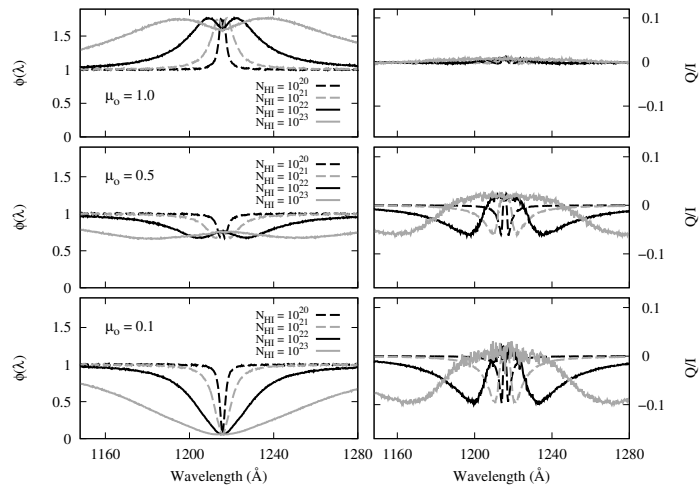 φ(λ)
1.5
1
0.5
0
μo = 1.0
NHI = 10^20
NHI = 10^21
NHI = 10^22
NHI = 10^23
0.1
0
−0.1
Q/I
φ(λ)
1.5
1
0.5
0
μo = 0.5
NHI = 10^20
NHI = 10^21
NHI = 10^22
NHI = 10^23
0.1
0
−0.1
Q/I
φ(λ)
1.5
1
0.5
0
μo = 0.1
NHI = 10^20
NHI = 10^21
NHI = 10^22
NHI = 10^23
0.1
0
−0.1
Q/I
1160 1200 1240 1280
1160 1200 1240 1280
Wavelength (Å)
Wavelength (Å)